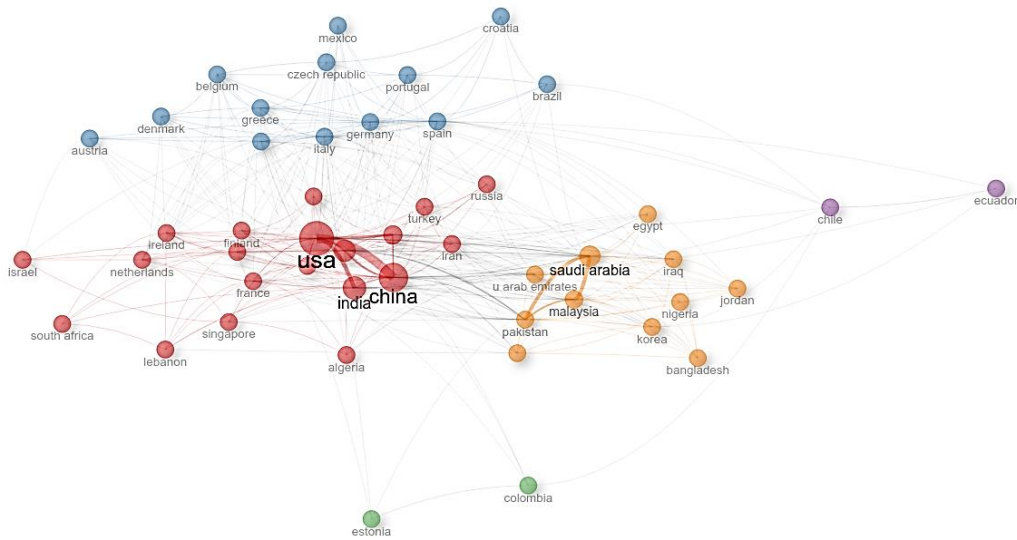 croatia
mexico
czech republic
belgium
portugal
brazil
greece
denmark
germany
spain
italy
austria
russia
ecuador
turkey
chile
egypt
ireland
finland
iran
usa
israel
netherlands
saudi arabia
iraq
u arab emirates
france
india
china
jordan
malaysia
nigeria
south africa
singapore
pakistan
korea
lebanon
algeria
bangladesh
colombia
estonia